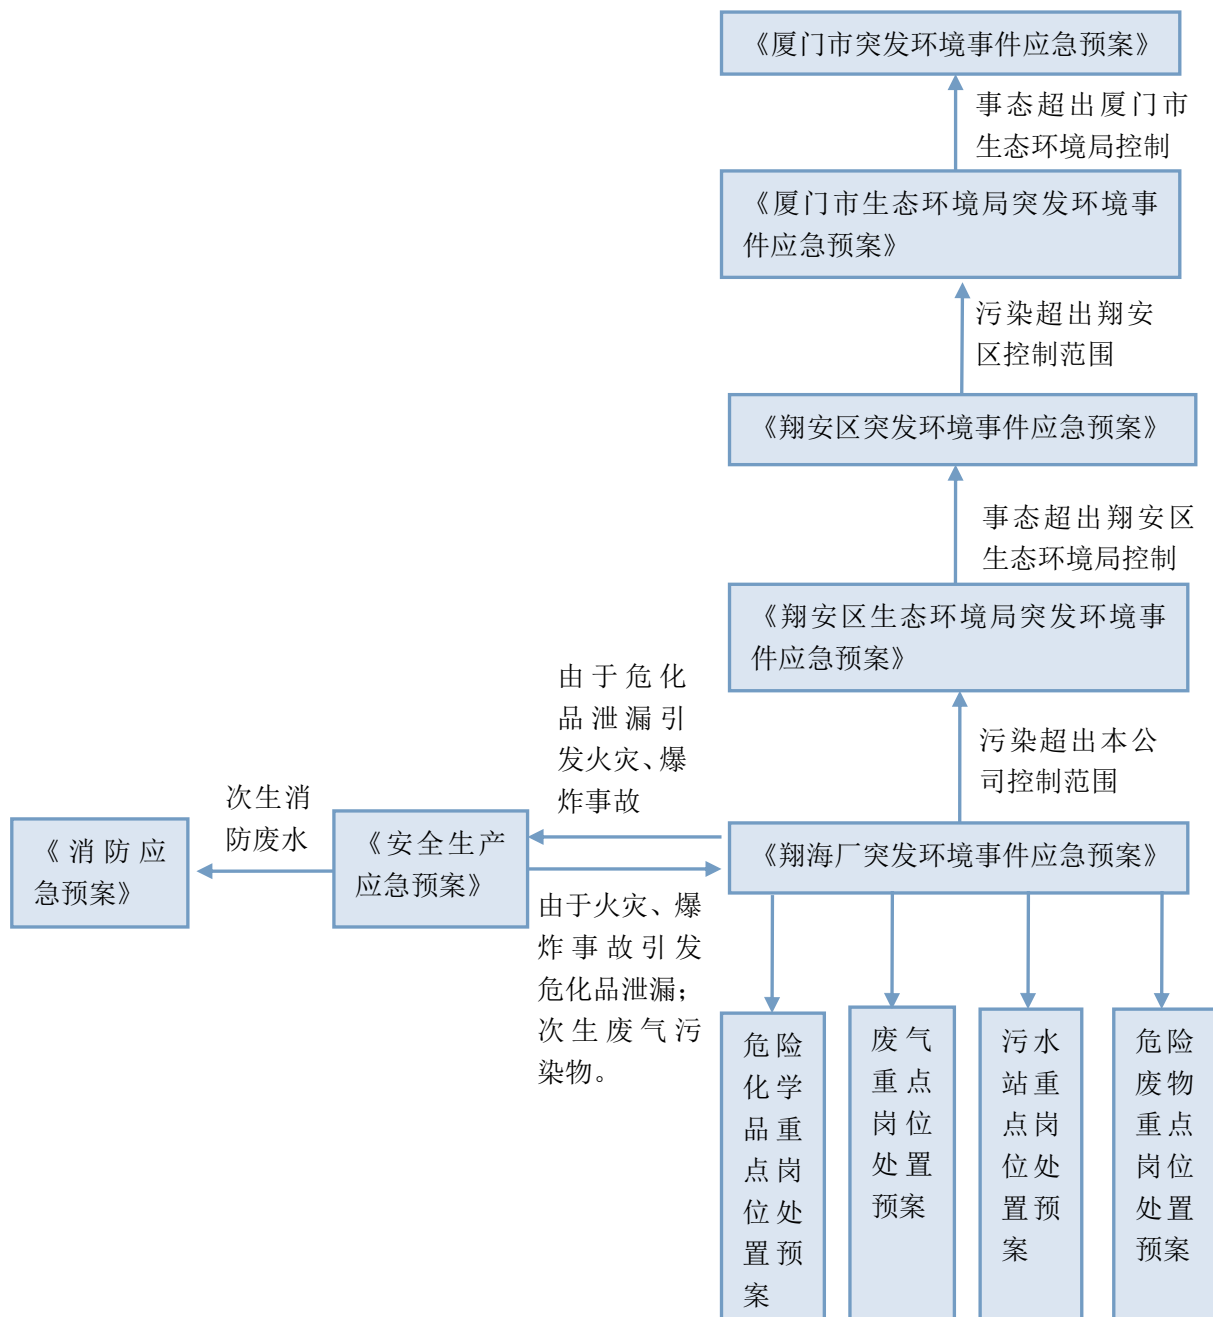 《厦门市突发环境事件应急预案》
事态超出厦门市
生态环境局控制
《厦门市生态环境局突发环境事
件应急预案》
污染超出翔安
区控制范围
《翔安区突发环境事件应急预案》
事态超出翔安区
生态环境局控制
《翔安区生态环境局突发环境事
件应急预案》
污染超出本公
司控制范围
由于危化
品泄漏引
发火灾、爆
炸事故
次生消
防废水
《消防应
急预案》
《安全生产
应急预案》
《翔海厂突发环境事件应急预案》
由于火灾、爆
炸事故引发
危化品泄漏；
次生废气污
染物。
危险
化学
品重
点岗
位处
置预
案
废气
重点
岗位
处置
预案
污水
站重
点岗
位处
置预
案
危险
废物
重点
岗位
处置
预案